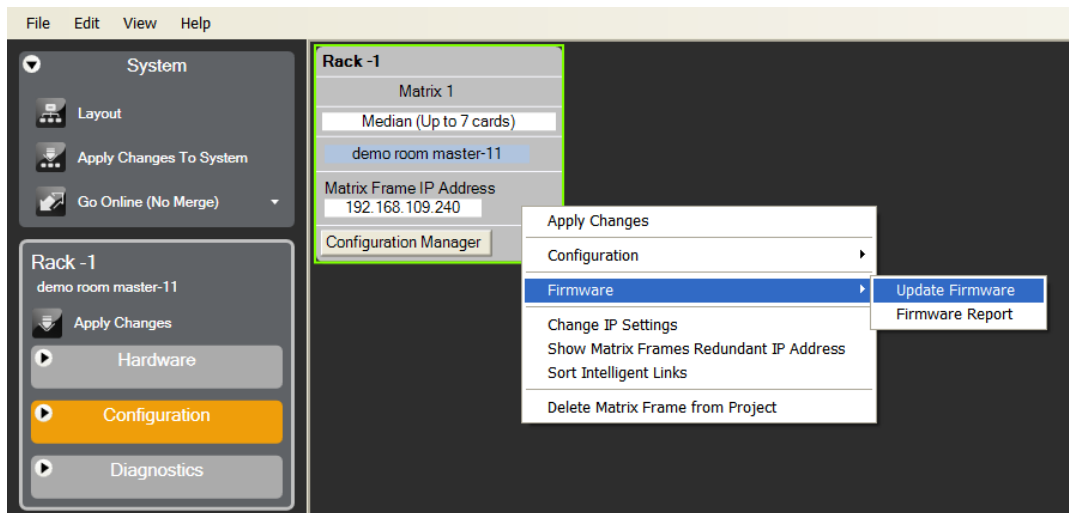 File Edit View Help
System
Layout
Apply Changes To System
Go Online (No Merge)
Rack -1
demo room master-11
Apply Changes
Hardware
Configuration
Diagnostics
Rack -1
Matrix 1
Median (Up to 7 cards)
demo room master-11
Matrix Frame IP Address
192.168.109.240
Configuration Manager
Apply Changes
Configuration
Firmware
Change IP Settings
Show Matrix Frames Redundant IP Address
Sort Intelligent Links
Delete Matrix Frame from Project
Update Firmware
Firmware Report